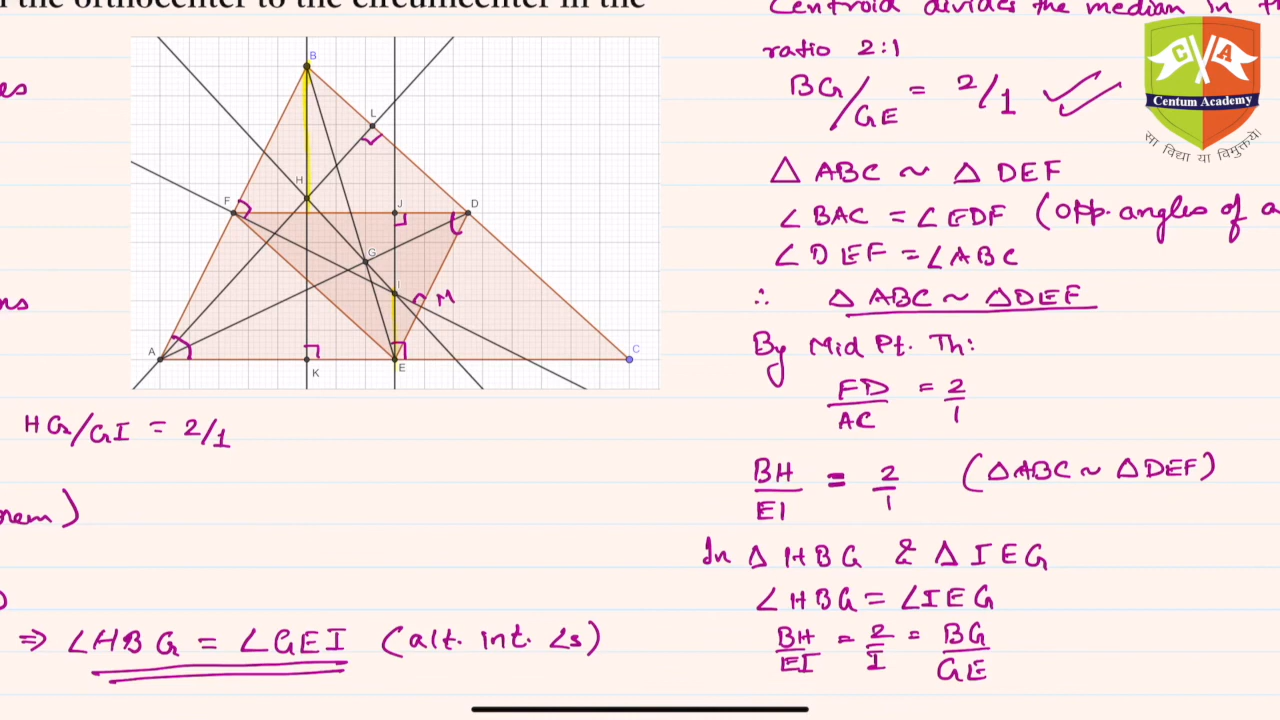 the orthocenter to the circumcenter in the
HG/GI = 2/1
⇒ ∠HBG = ∠GEI (alt. int. ∠s)
B
L
H
F
J
D
G
I
M
A
K
E
C
Centroid divides the median in
ratio 2:1
BG/GE = 2/1
△ ABC ~ △ DEF
∠ BAC = ∠EDF (Opp. angles of a
∠ DEF = ∠ABC
∴ △ ABC ~ △DEF
By Mid Pt. Th:
FD/AC = 2/1
BH/EI = 2/1 (△ABC ~ △DEF)
In △ HBG & △ IEG
∠HBG = ∠IEG
BH/EI = 2/1 = BG/GE
C A
Centum Academy
सा विद्या या विमुक्तये